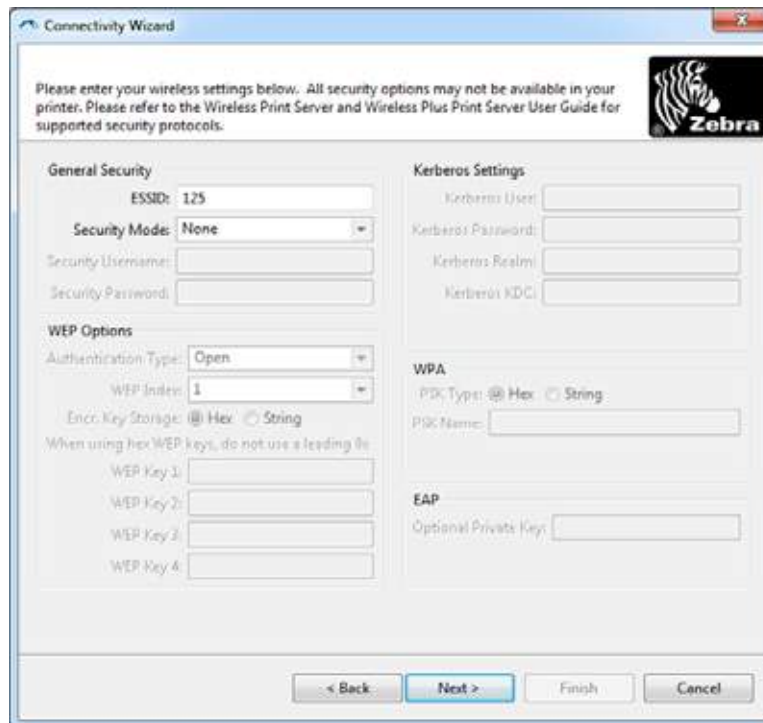 Connectivity Wizard
Please enter your wireless settings below. All security options may not be available in your
printer. Please refer to the Wireless Print Server and Wireless Plus Print Server User Guide for
supported security protocols.
Zebra
General Security
ESSID: 125
Security Mode: None
Security Username:
Security Password:
WEP Options
Authentication Type: Open
WEP Index: 1
Encr. Key Storage: Hex String
When using hex WEP keys, do not use a leading 0x
WEP Key 1:
WEP Key 2:
WEP Key 3:
WEP Key 4:
Kerberos Settings
Kerberos User:
Kerberos Password:
Kerberos Realm:
Kerberos KDC:
WPA
PSK Type: Hex String
PSK Name:
EAP
Optional Private Key:
< Back Next > Finish Cancel